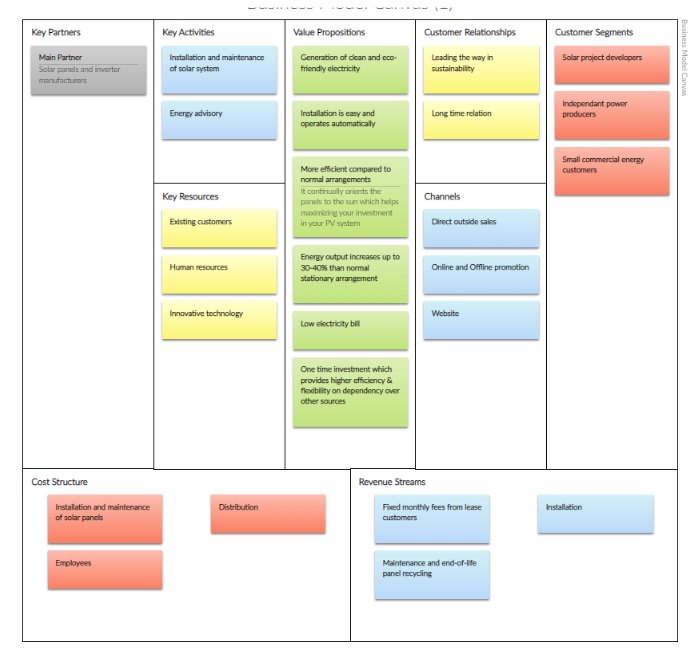 Business Model Canvas (1)
Business Model Canvas
Key Partners
Main Partner
Solar panels and inverter
manufacturers
Key Activities
Installation and maintenance
of solar system
Energy advisory
Key Resources
Existing customers
Human resources
Innovative technology
Value Propositions
Generation of clean and eco-
friendly electricity
Installation is easy and
operates automatically
More efficient compared to
normal arrangements
It continually orients the
panels to the sun which helps
maximizing your investment
in your PV system
Energy output increases up to
30-40% than normal
stationary arrangement
Low electricity bill
One time investment which
provides higher efficiency &
flexibility on dependency over
other sources
Customer Relationships
Leading the way in
sustainability
Long time relation
Channels
Direct outside sales
Online and Offline promotion
Website
Customer Segments
Solar project developers
Independant power
producers
Small commercial energy
customers
Cost Structure
Installation and maintenance
of solar panels
Distribution
Employees
Revenue Streams
Fixed monthly fees from lease
customers
Installation
Maintenance and end-of-life
panel recycling